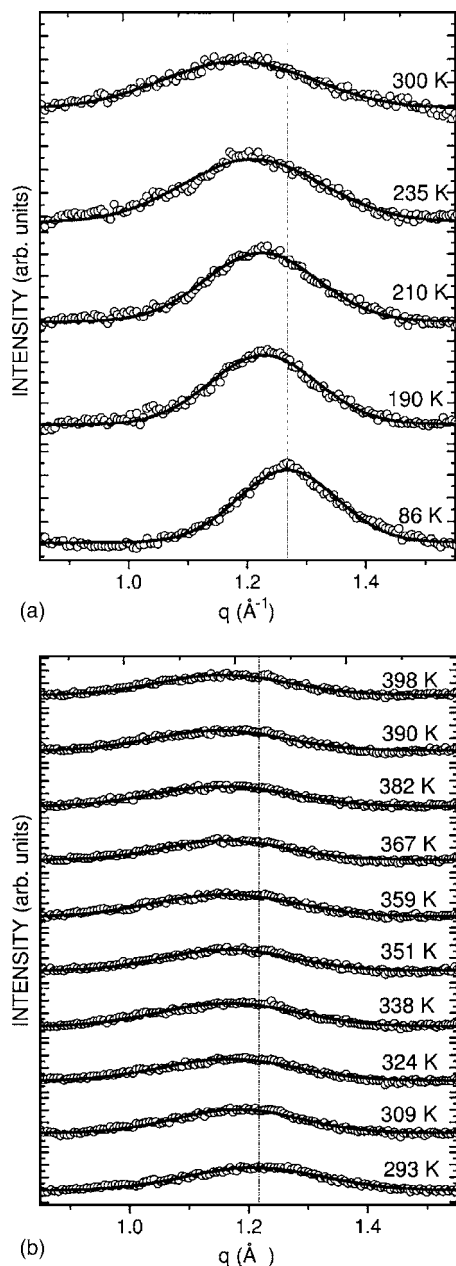 300 K
235 K
210 K
190 K
86 K
INTENSITY (arb. units)
1.0 1.2 1.4
q (Å⁻¹)
(a)
398 K
390 K
382 K
367 K
359 K
351 K
338 K
324 K
309 K
293 K
INTENSITY (arb. units)
1.0 1.2 1.4
q (Å )
(b)